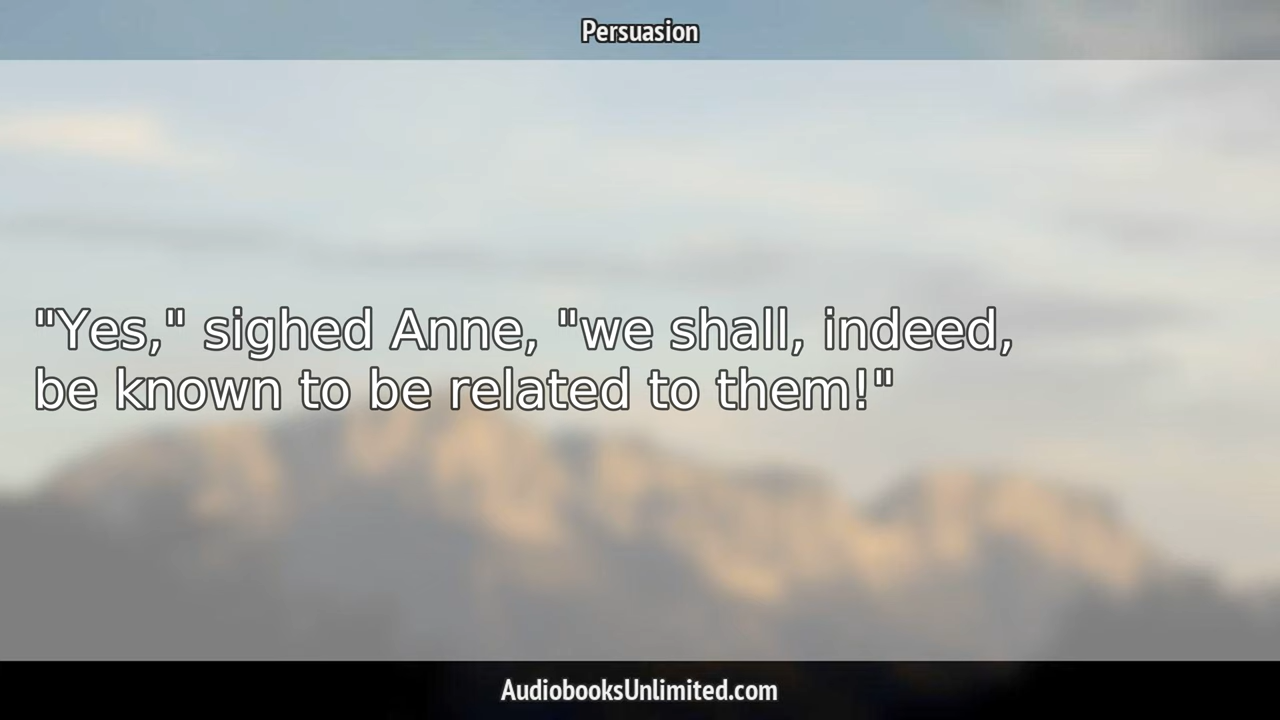 Persuasion
"Yes," sighed Anne, "we shall, indeed,
be known to be related to them!"
AudiobooksUnlimited.com